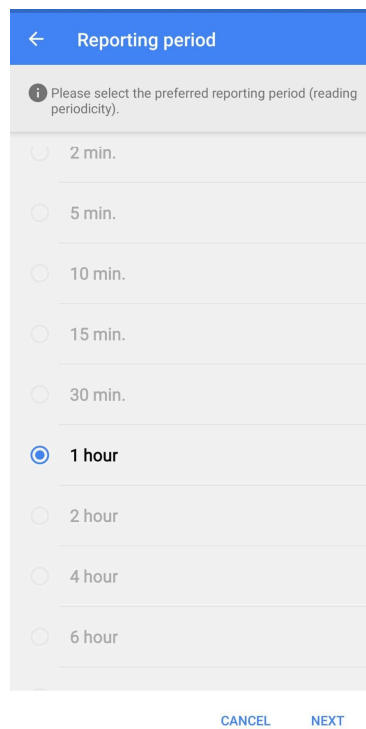 Reporting period
Please select the preferred reporting period (reading
periodicity).
2 min.
5 min.
10 min.
15 min.
30 min.
1 hour
2 hour
4 hour
6 hour
CANCEL NEXT